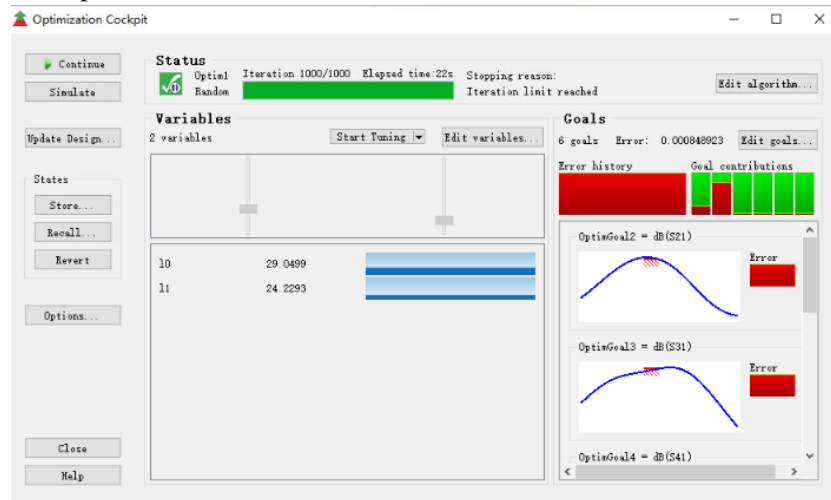 Optimization Cockpit
Continue
Simulate
Update Design...
States
Store...
Recall...
Revert
Options...
Close
Help
Status
Optim1 Iteration 1000/1000 Elapsed time:22s Stopping reason:
Random Iteration limit reached
Edit algorithm...
Variables
2 variables Start Tuning Edit variables...
l0 29.0499
l1 24.2293
Goals
6 goals Error: 0.000848923 Edit goals...
Error history Goal contributions
OptimGoal2 = dB(S21)
Error
OptimGoal3 = dB(S31)
Error
OptimGoal4 = dB(S41)